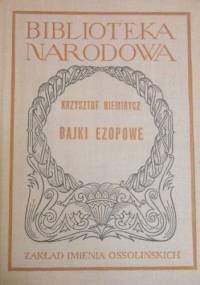 BIBLIOTEKA
NARODOWA
KRZYSZTOF NIEMIRYCZ
BAJKI EZOPOWE
ZAKŁAD IMIENIA OSSOLIŃSKICH